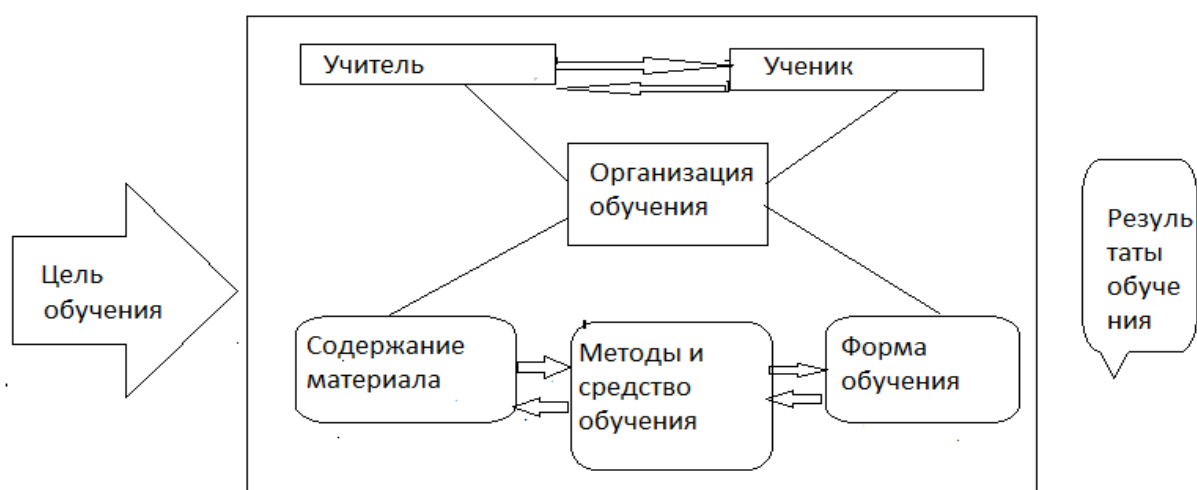 Учитель
Ученик
Организация
обучения
Цель
обучения
Содержание
материала
Методы и
средство
обучения
Форма
обучения
Резуль
таты
обуче
ния